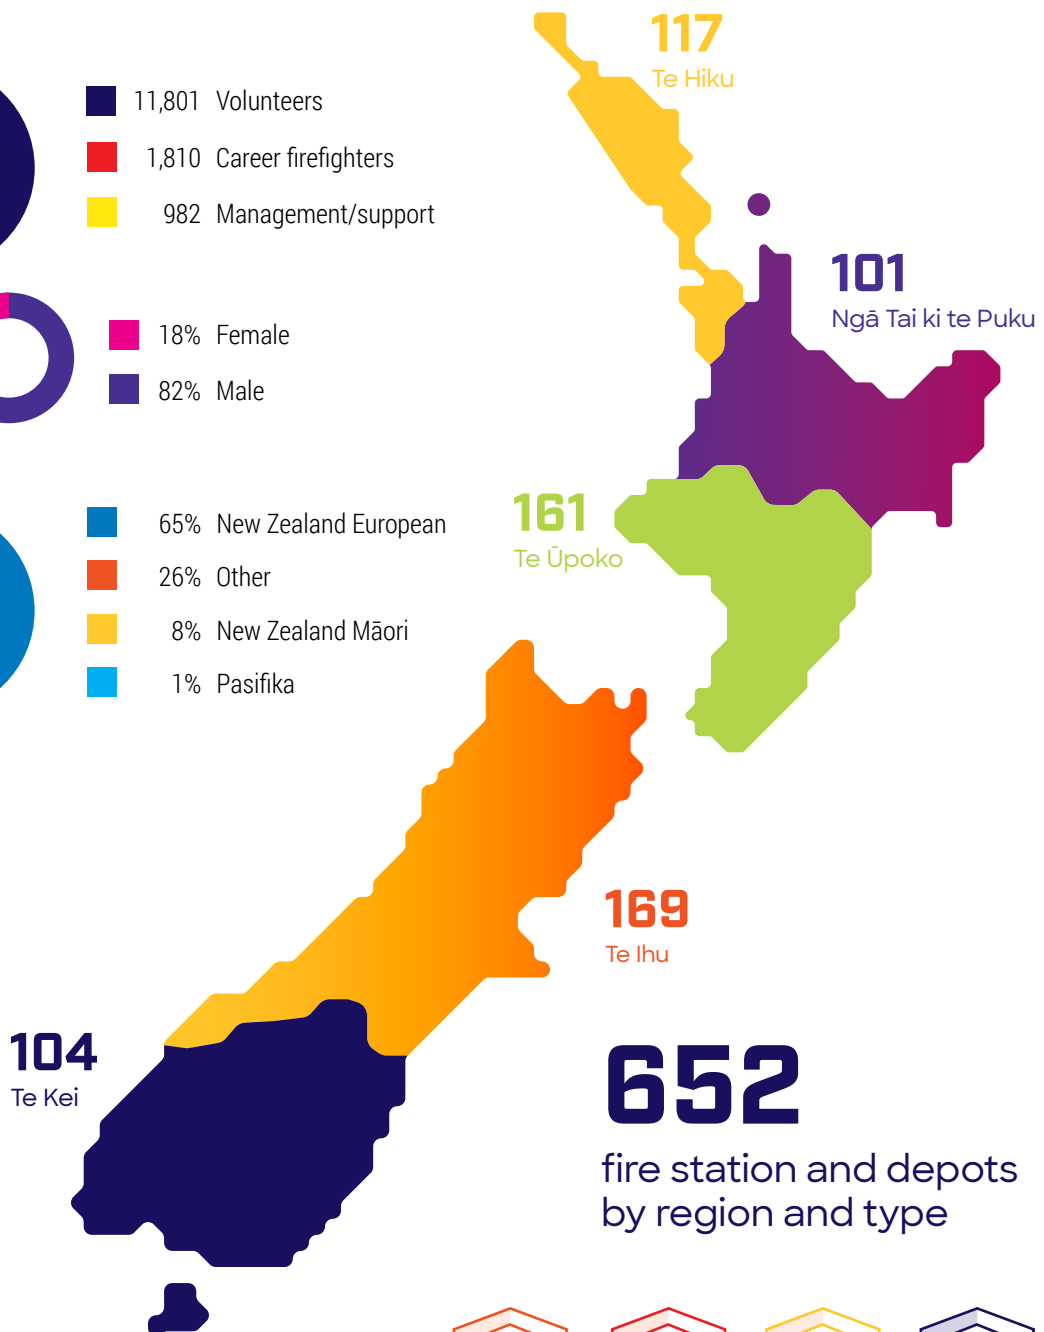 117
Te Hiku
11,801 Volunteers
1,810 Career firefighters
982 Management/support
101
Ngā Tai ki te Puku
18% Female
82% Male
161
Te Ūpoko
65% New Zealand European
26% Other
8% New Zealand Māori
1% Pasifika
169
Te Ihu
104
Te Kei
652
fire station and depots
by region and type